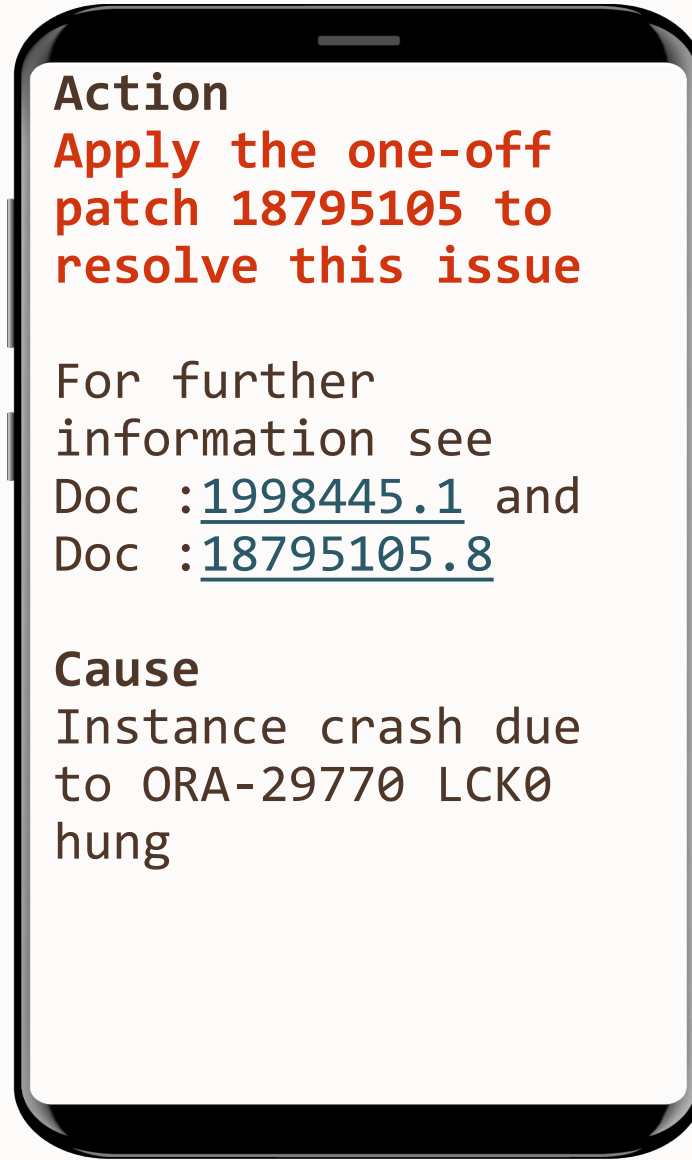 Action
Apply the one-off
patch 18795105 to
resolve this issue
For further
information see
Doc :1998445.1 and
Doc :18795105.8
Cause
Instance crash due
to ORA-29770 LCK0
hung